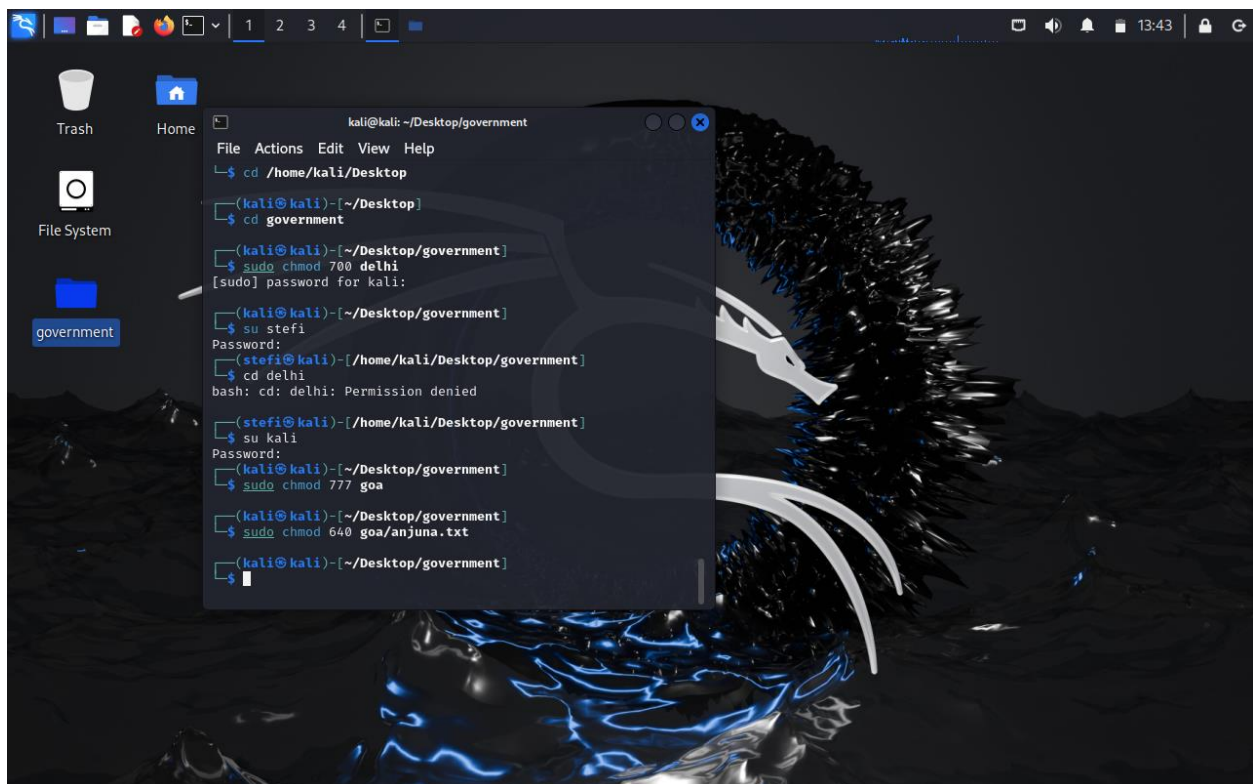 1 2 3 4 13:43
Trash
Home
File System
government
kali@kali: ~/Desktop/government
File Actions Edit View Help
└─$ cd /home/kali/Desktop
┌──(kali㉿kali)-[~/Desktop]
└─$ cd government
┌──(kali㉿kali)-[~/Desktop/government]
└─$ sudo chmod 700 delhi
[sudo] password for kali:
┌──(kali㉿kali)-[~/Desktop/government]
└─$ su stefi
Password:
┌──(stefi㉿kali)-[/home/kali/Desktop/government]
└─$ cd delhi
bash: cd: delhi: Permission denied
┌──(stefi㉿kali)-[/home/kali/Desktop/government]
└─$ su kali
Password:
┌──(kali㉿kali)-[~/Desktop/government]
└─$ sudo chmod 777 goa
┌──(kali㉿kali)-[~/Desktop/government]
└─$ sudo chmod 640 goa/anjuna.txt
┌──(kali㉿kali)-[~/Desktop/government]
└─$